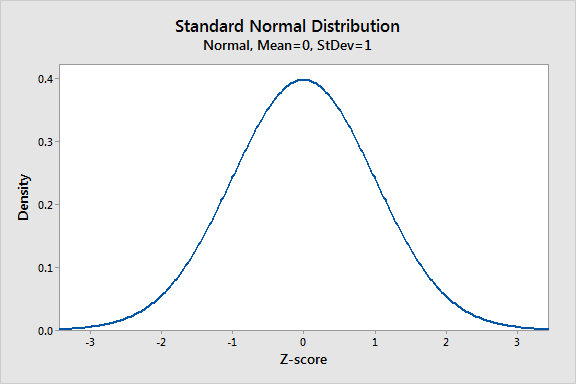 Standard Normal Distribution
Normal, Mean=0, StDev=1
0.4
0.3
0.2
0.1
0.0
Density
-3 -2 -1 0 1 2 3
Z-score